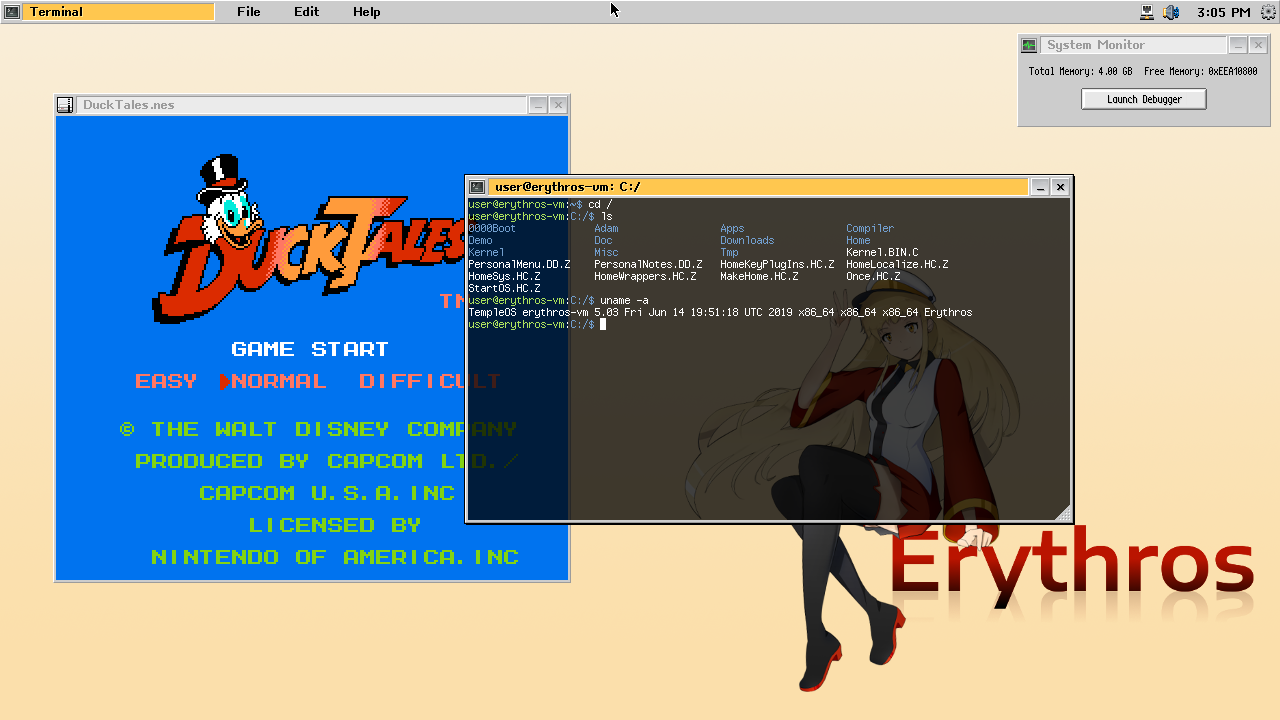 Terminal File Edit Help 3:05 PM
System Monitor
Total Memory: 4.00 GB Free Memory: 0xEEA10800
Launch Debugger
DuckTales.nes
DUCKTALES
TM
GAME START
EASY NORMAL DIFFICULT
© THE WALT DISNEY COMPANY
PRODUCED BY CAPCOM LTD./
CAPCOM U.S.A.INC
LICENSED BY
NINTENDO OF AMERICA.INC
user@erythros-vm: C:/
user@erythros-vm:~$ cd /
user@erythros-vm:C:/$ ls
0000Boot Adam Apps Compiler
Demo Doc Downloads Home
Kernel Misc Tmp Kernel.BIN.C
PersonalMenu.DD.Z PersonalNotes.DD.Z HomeKeyPlugIns.HC.Z HomeLocalize.HC.Z
HomeSys.HC.Z HomeWrappers.HC.Z MakeHome.HC.Z Once.HC.Z
StartOS.HC.Z
user@erythros-vm:C:/$ uname -a
TempleOS erythros-vm 5.03 Fri Jun 14 19:51:18 UTC 2019 x86_64 x86_64 x86_64 Erythros
user@erythros-vm:C:/$
Erythros